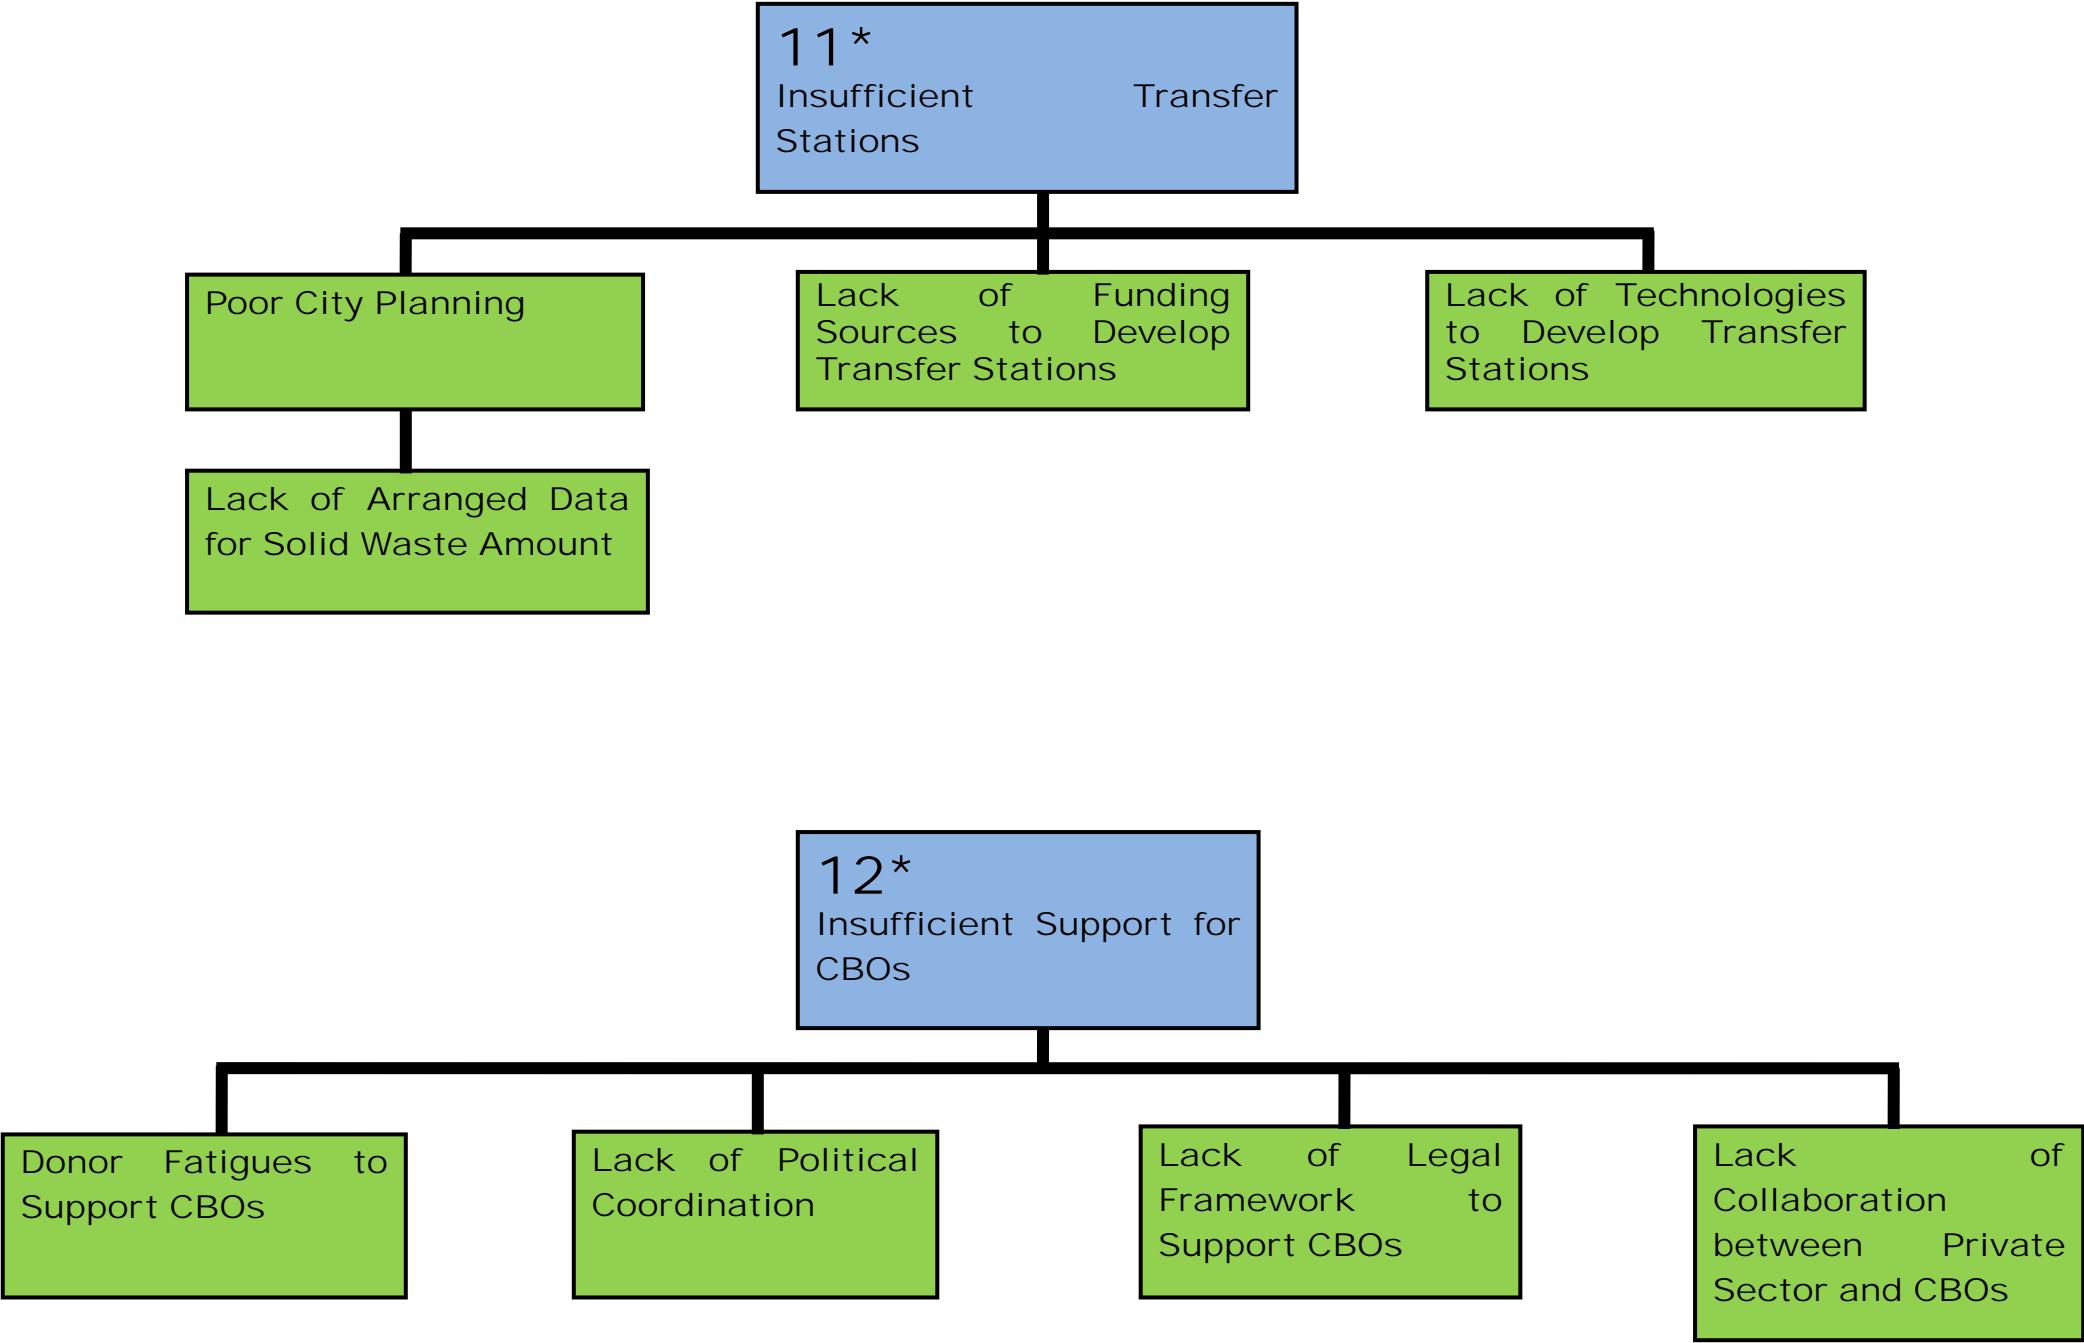 11*
Insufficient Transfer
Stations
Poor City Planning
Lack of Funding
Sources to Develop
Transfer Stations
Lack of Technologies
to Develop Transfer
Stations
Lack of Arranged Data
for Solid Waste Amount
12*
Insufficient Support for
CBOs
Donor Fatigues to
Support CBOs
Lack of Political
Coordination
Lack of Legal
Framework to
Support CBOs
Lack of
Collaboration
between Private
Sector and CBOs